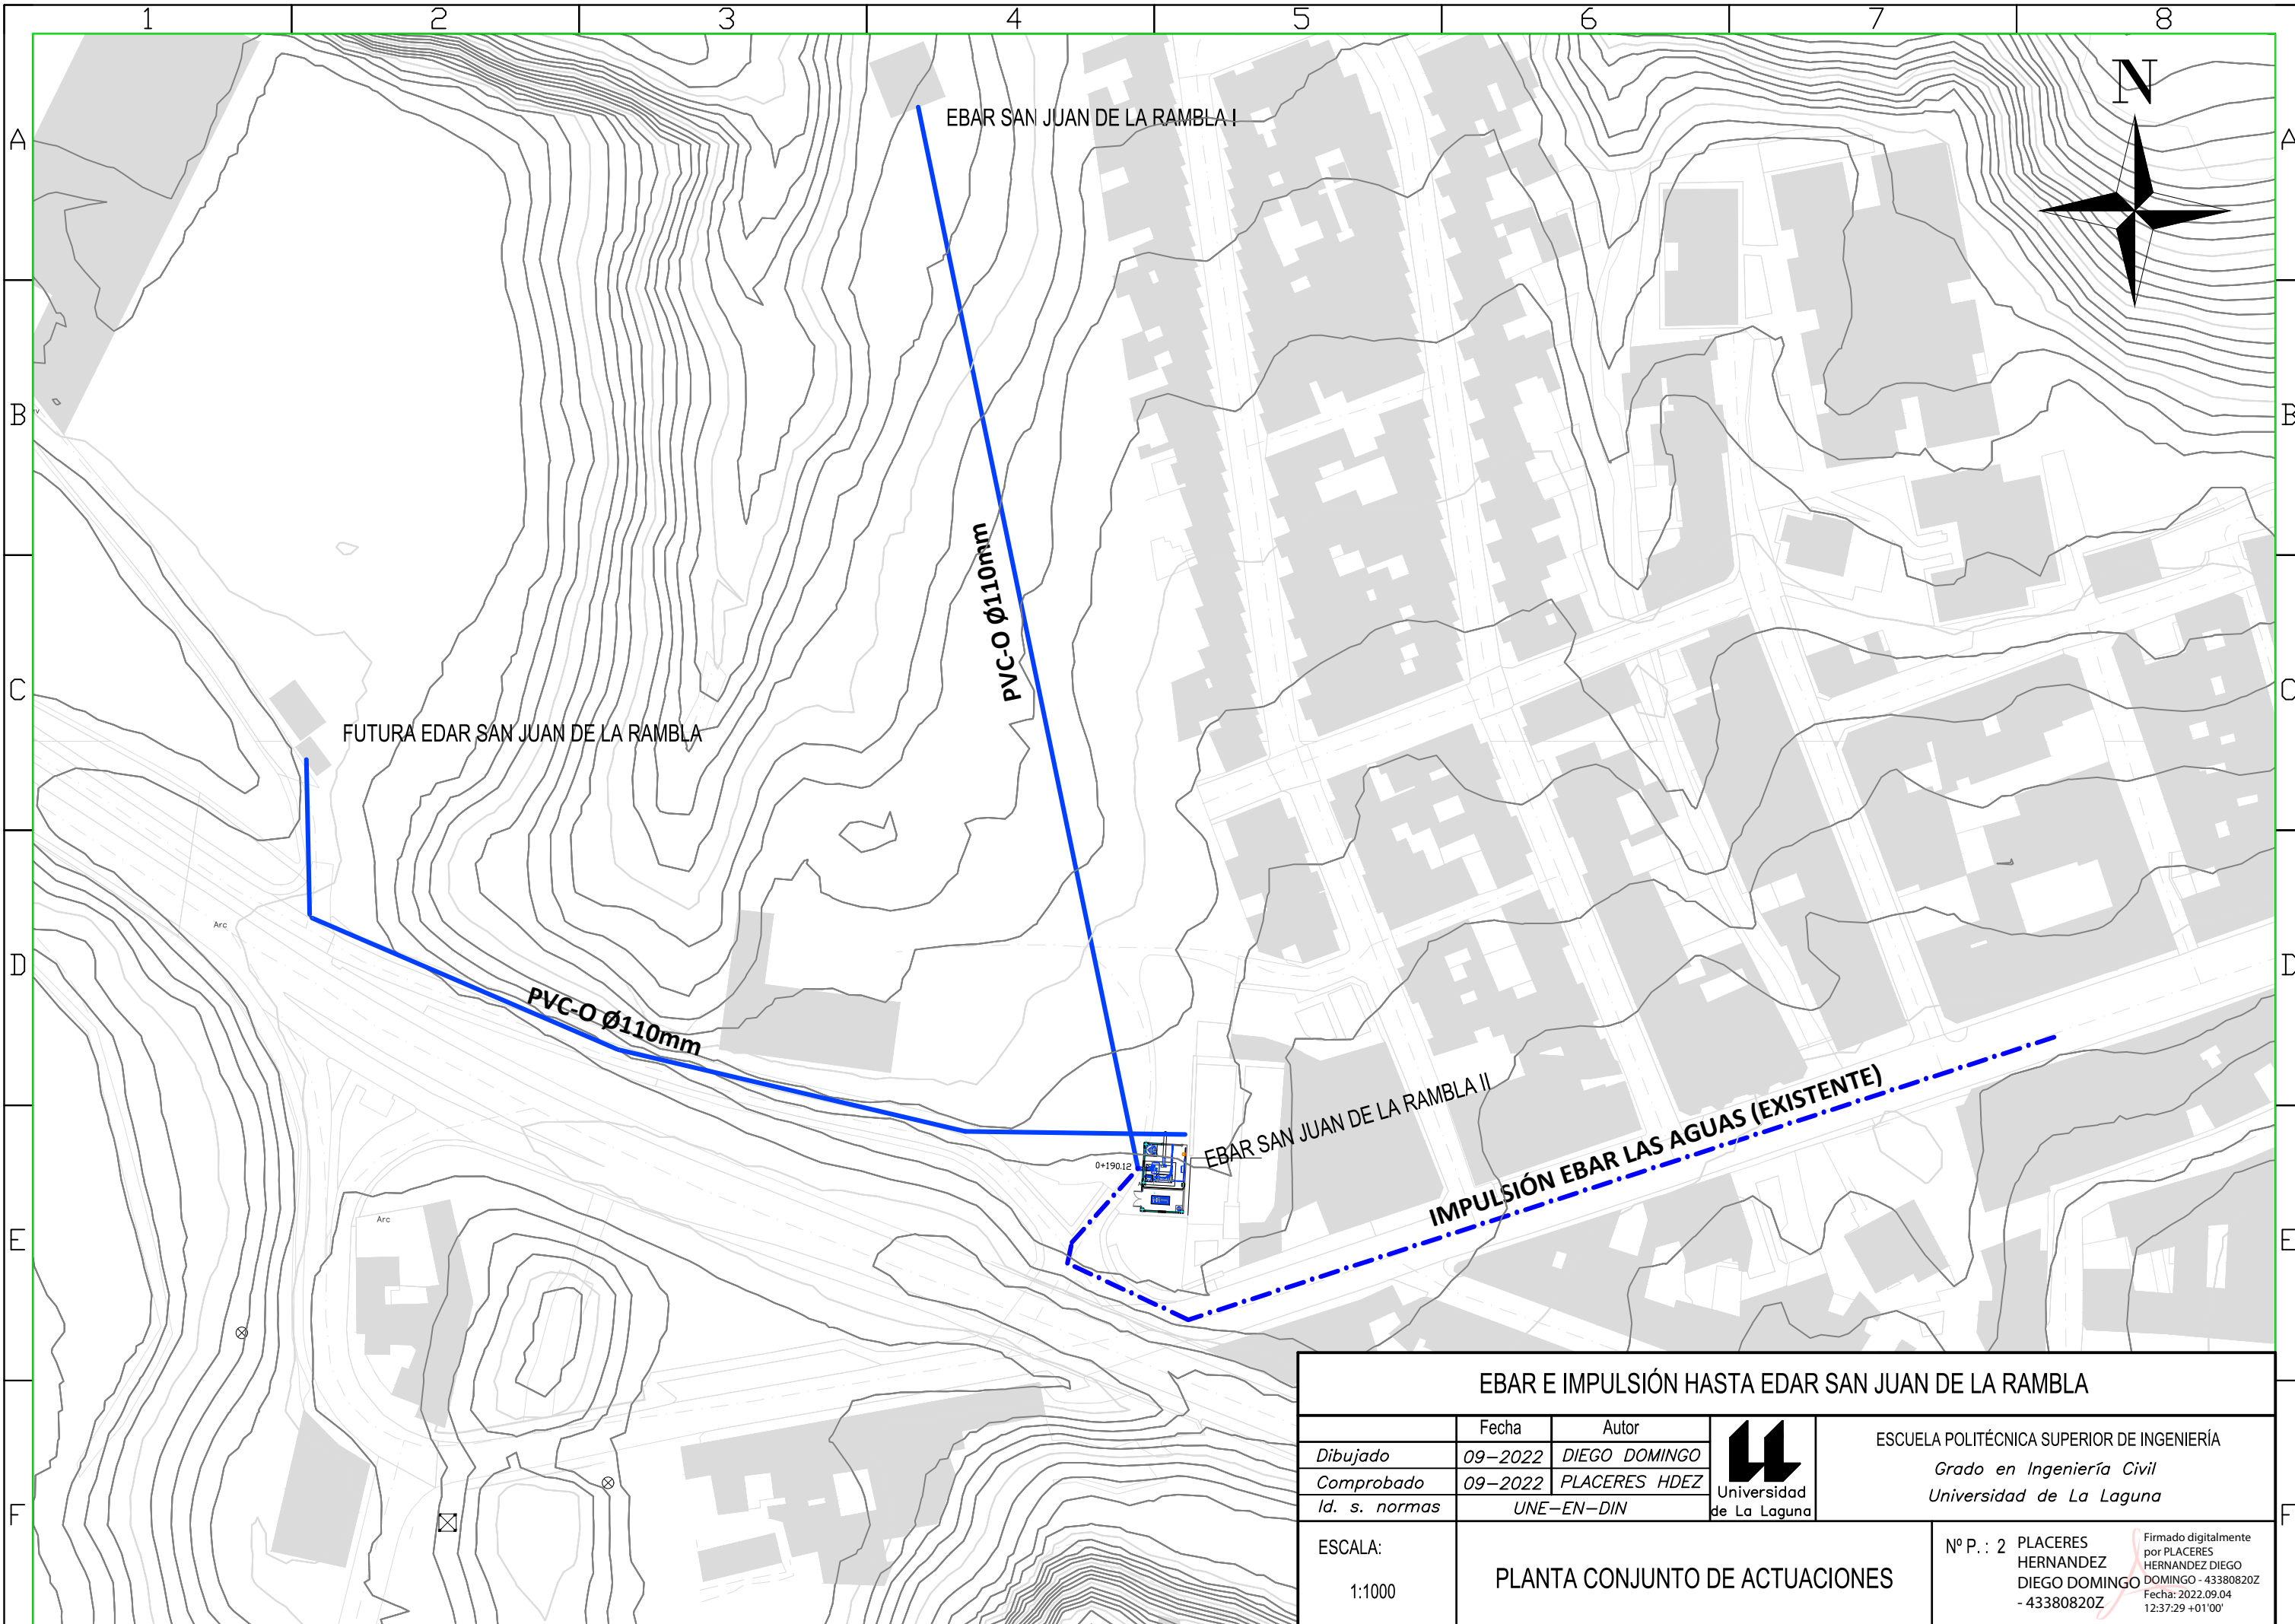 1 2 3 4 5 6 7 8
N
A A
EBAR SAN JUAN DE LA RAMBLA I
B B
PVC-O Ø110mm
C C
FUTURA EDAR SAN JUAN DE LA RAMBLA
Arc
D D
PVC-O Ø110mm
EBAR SAN JUAN DE LA RAMBLA II
IMPULSIÓN EBAR LAS AGUAS (EXISTENTE)
0+190.12
Arc
E E
F F
EBAR E IMPULSIÓN HASTA EDAR SAN JUAN DE LA RAMBLA
Fecha Autor
Dibujado 09-2022 DIEGO DOMINGO
Comprobado 09-2022 PLACERES HDEZ
Id. s. normas UNE-EN-DIN
Universidad
de La Laguna
ESCUELA POLITÉCNICA SUPERIOR DE INGENIERÍA
Grado en Ingeniería Civil
Universidad de La Laguna
ESCALA:
1:1000
PLANTA CONJUNTO DE ACTUACIONES
Nº P. : 2
PLACERES
HERNANDEZ
DIEGO DOMINGO
- 43380820Z
Firmado digitalmente
por PLACERES
HERNANDEZ DIEGO
DOMINGO - 43380820Z
Fecha: 2022.09.04
12:37:29 +01'00'